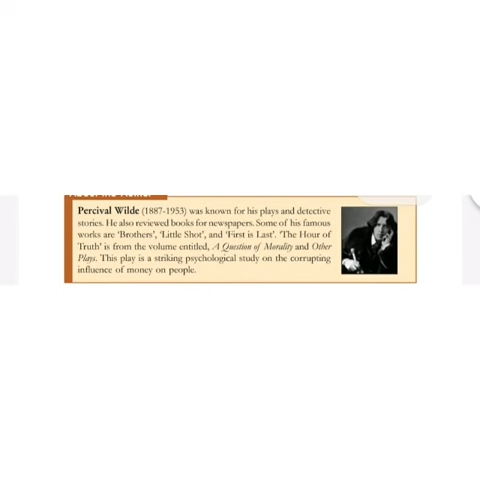 Percival Wilde (1887-1953) was known for his plays and detective
stories. He also reviewed books for newspapers. Some of his famous
works are 'Brothers', 'Little Shot', and 'First is Last'. 'The Hour of
Truth' is from the volume entitled, A Question of Morality and Other
Plays. This play is a striking psychological study on the corrupting
influence of money on people.